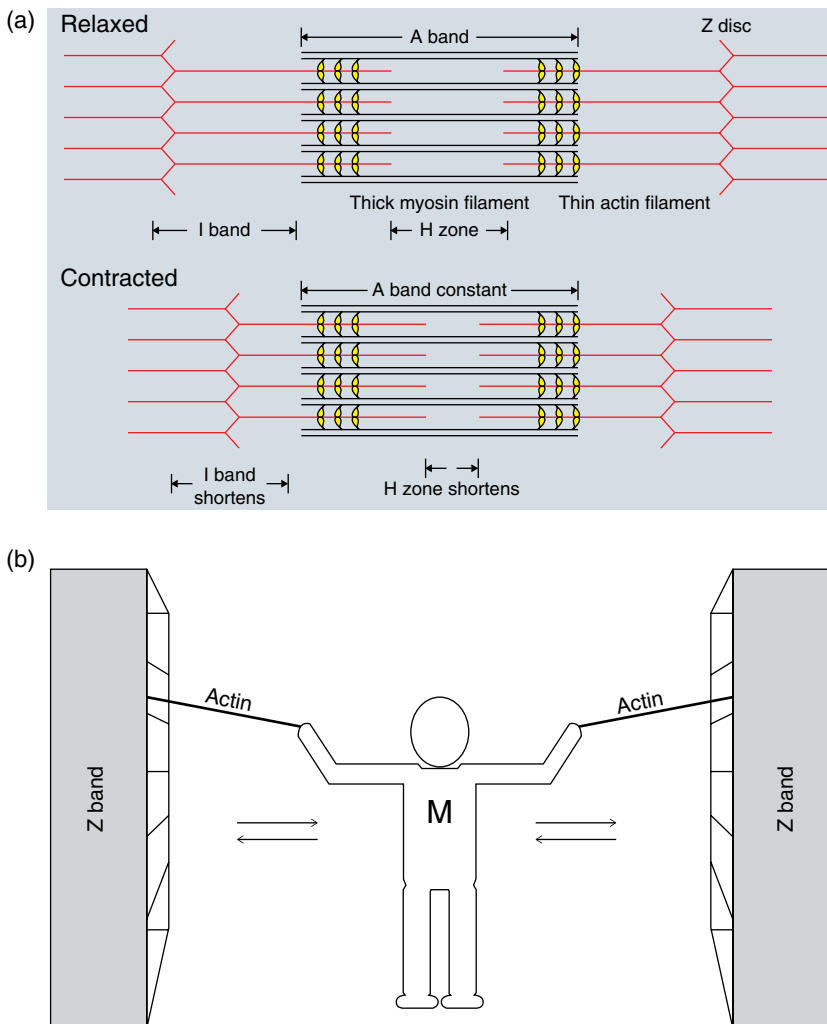 (a)
Relaxed
A band
Z disc
Thick myosin filament
Thin actin filament
I band
H zone
Contracted
A band constant
I band
shortens
H zone shortens
(b)
Z band
Actin
M
Actin
Z band